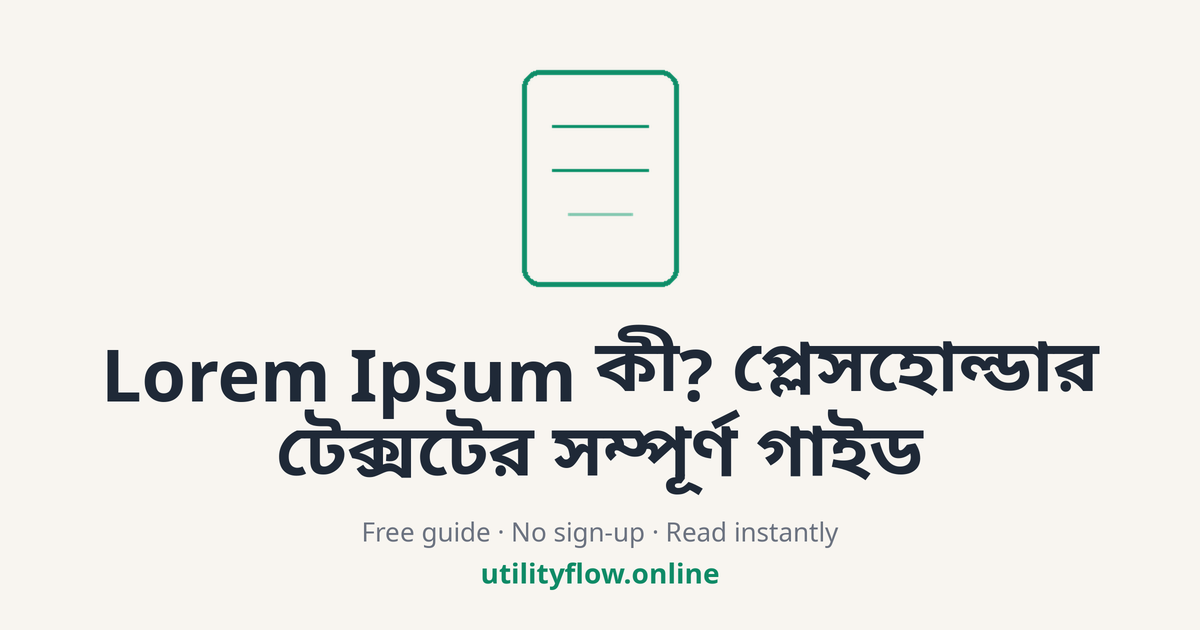 Lorem Ipsum কী? প্লেসহোল্ডার
টেক্সটের সম্পূর্ণ গাইড
Free guide · No sign-up · Read instantly
utilityflow.online